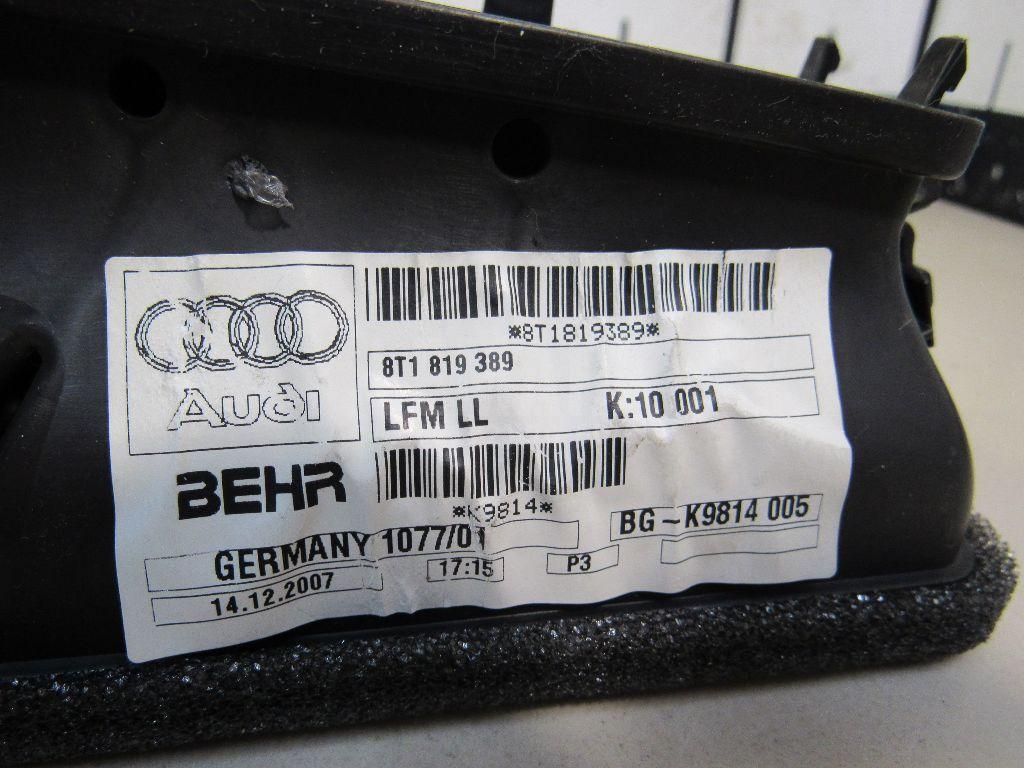 Audi
*8T1819389*
8T1 819 389
LFM LL K:10 001
BEHR
*K9814*
BG-K9814 005
GERMANY 1077/01
14.12.2007 17:15 P3